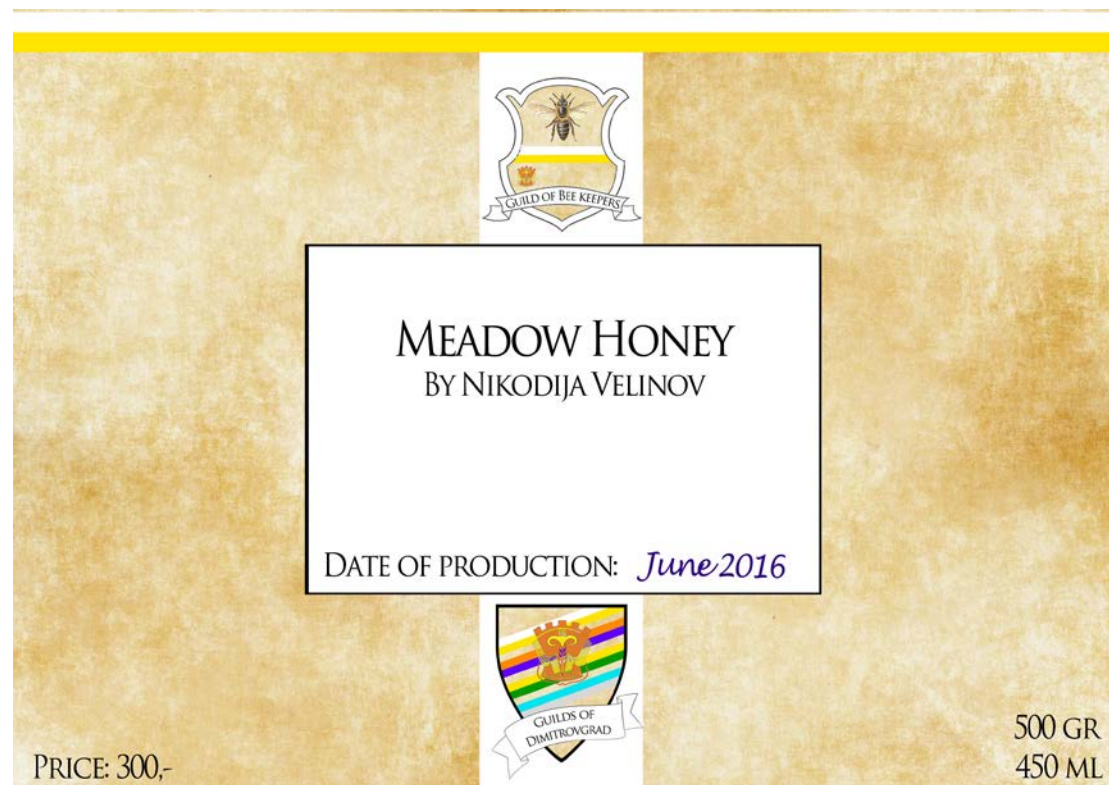 GUILD OF BEE KEEPERS
MEADOW HONEY
BY NIKODIJA VELINOV
DATE OF PRODUCTION: June 2016
GUILDS OF
DIMITROVGRAD
PRICE: 300,-
500 GR
450 ML